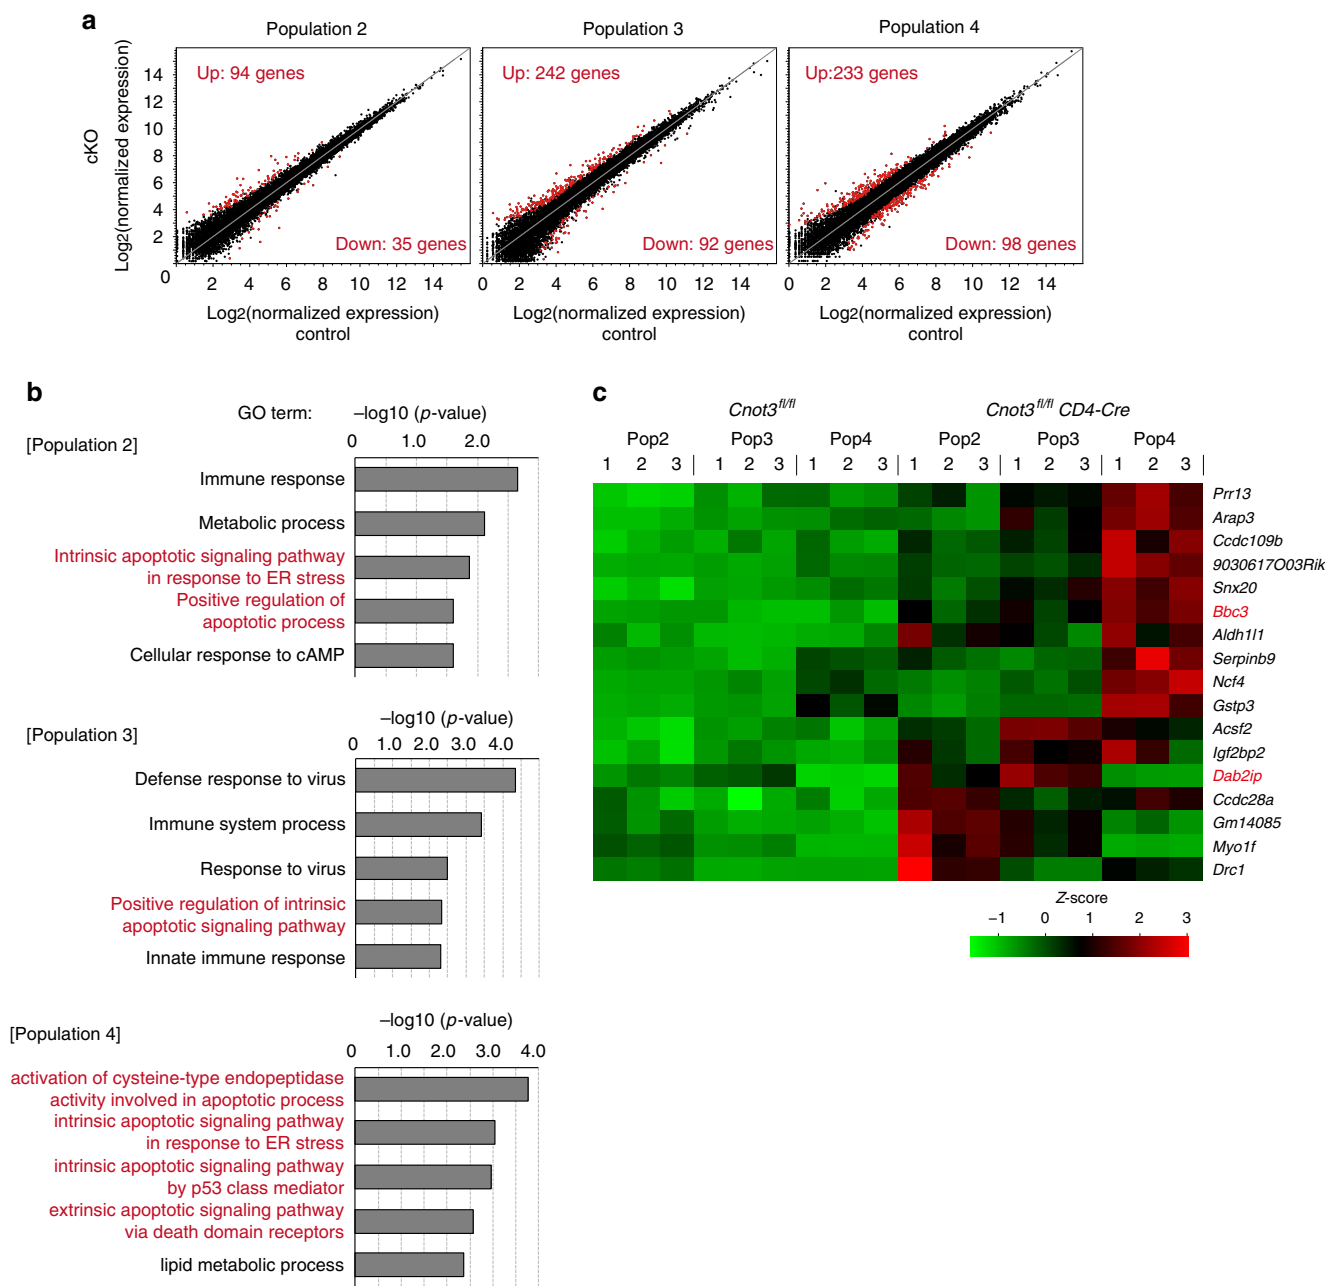 a
Population 2
Population 3
Population 4
cKO
Log2(normalized expression)
14
12
10
8
6
4
2
0
Up: 94 genes
Down: 35 genes
Up: 242 genes
Down: 92 genes
Up:233 genes
Down: 98 genes
0 2 4 6 8 10 12 14
0 2 4 6 8 10 12 14
0 2 4 6 8 10 12 14
Log2(normalized expression)
control
Log2(normalized expression)
control
Log2(normalized expression)
control
b
GO term:
–log10 (p-value)
[Population 2]
0 1.0 2.0
Immune response
Metabolic process
Intrinsic apoptotic signaling pathway
in response to ER stress
Positive regulation of
apoptotic process
Cellular response to cAMP
–log10 (p-value)
[Population 3]
0 1.0 2.0 3.0 4.0
Defense response to virus
Immune system process
Response to virus
Positive regulation of intrinsic
apoptotic signaling pathway
Innate immune response
–log10 (p-value)
[Population 4]
0 1.0 2.0 3.0 4.0
activation of cysteine-type endopeptidase
activity involved in apoptotic process
intrinsic apoptotic signaling pathway
in response to ER stress
intrinsic apoptotic signaling pathway
by p53 class mediator
extrinsic apoptotic signaling pathway
via death domain receptors
lipid metabolic process
c
Cnot3fl/fl
Cnot3fl/fl CD4-Cre
Pop2 Pop3 Pop4 Pop2 Pop3 Pop4
1 2 3 1 2 3 1 2 3 1 2 3 1 2 3 1 2 3
Prr13
Arap3
Ccdc109b
9030617O03Rik
Snx20
Bbc3
Aldh1l1
Serpinb9
Ncf4
Gstp3
Acsf2
Igf2bp2
Dab2ip
Ccdc28a
Gm14085
Myo1f
Drc1
Z-score
–1 0 1 2 3